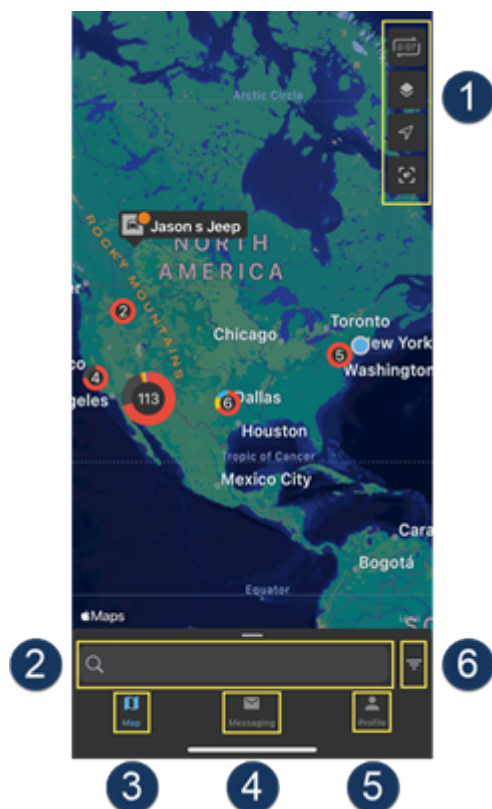 0:07
1
Arctic Circle
Jason s Jeep
ROCKY MOUNTAINS
NORTH
AMERICA
2
Toronto
Chicago
New York
5
Washington
4
113
6
Dallas
Houston
Tropic of Cancer
Mexico City
Bogotá
Equator
Maps
2
6
Map
Messaging
Profile
3
4
5